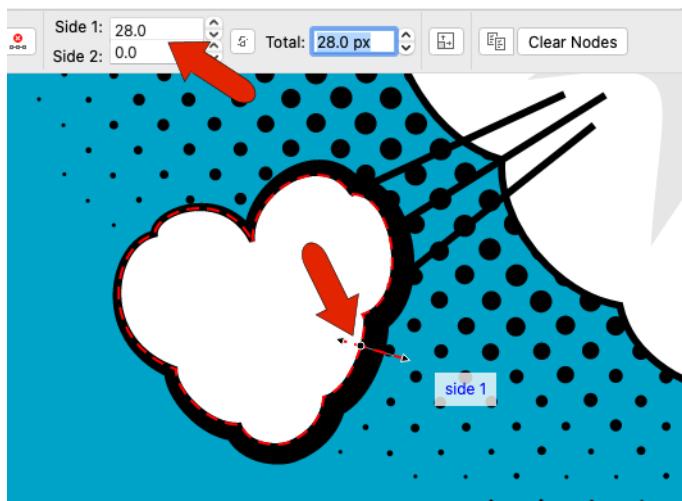 Side 1: 28.0
Side 2: 0.0
Total: 28.0 px
Clear Nodes
side 1